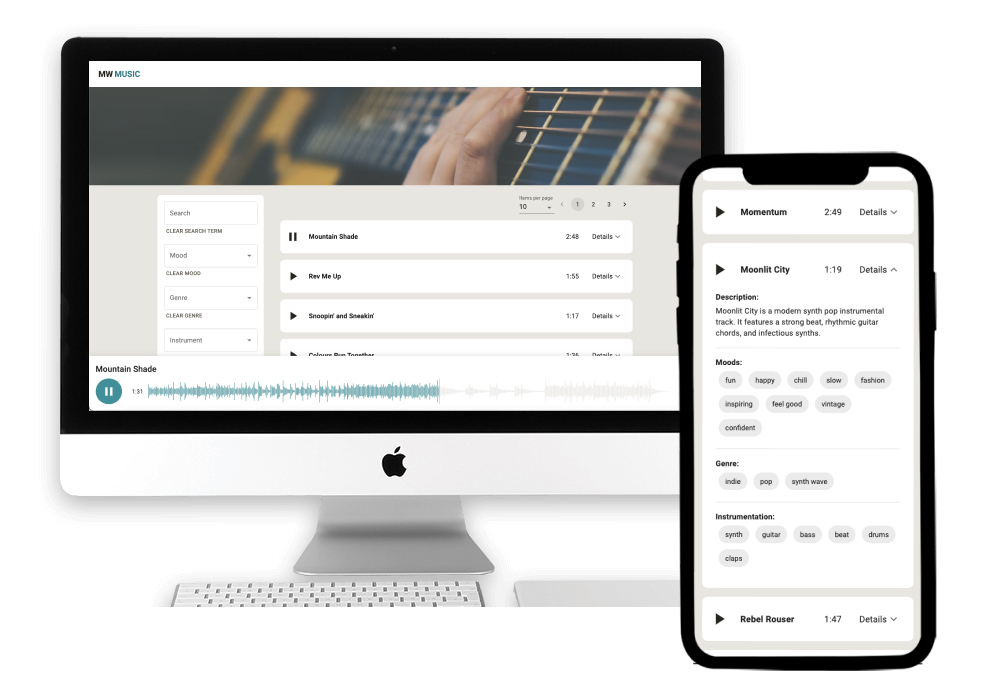 MW MUSIC
Items per page
10
1 2 3
Search
CLEAR SEARCH TERM
Mood
CLEAR MOOD
Genre
CLEAR GENRE
Instrument
Mountain Shade 2:48 Details
Rev Me Up 1:55 Details
Snoopin' and Sneakin' 1:17 Details
Colours Run Together 1:36 Details
Mountain Shade
1:31
Momentum 2:49 Details
Moonlit City 1:19 Details
Description:
Moonlit City is a modern synth pop instrumental
track. It features a strong beat, rhythmic guitar
chords, and infectious synths.
Moods:
fun happy chill slow fashion
inspiring feel good vintage
confident
Genre:
indie pop synth wave
Instrumentation:
synth guitar bass beat drums
claps
Rebel Rouser 1:47 Details